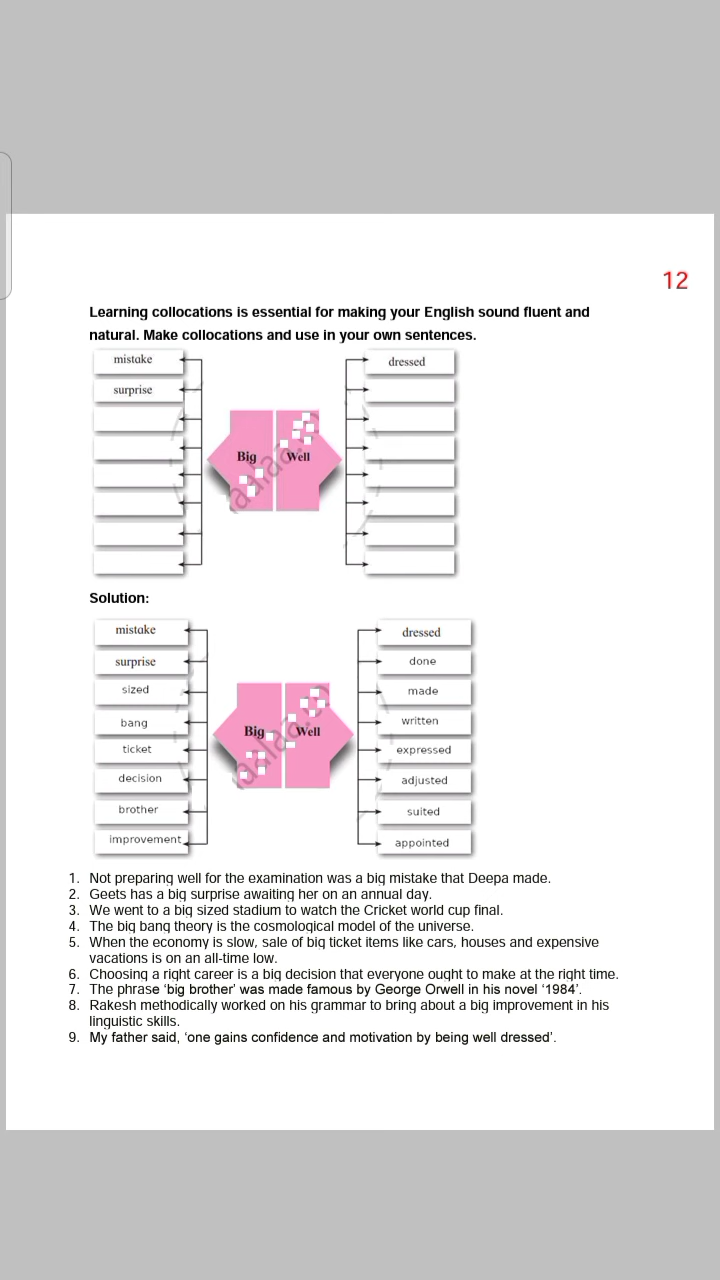 12
Learning collocations is essential for making your English sound fluent and
natural. Make collocations and use in your own sentences.
mistake
surprise
Big
Well
dressed
Solution:
mistake
surprise
sized
bang
ticket
decision
brother
improvement
Big
Well
dressed
done
made
written
expressed
adjusted
suited
appointed
1. Not preparing well for the examination was a big mistake that Deepa made.
2. Geets has a big surprise awaiting her on an annual day.
3. We went to a big sized stadium to watch the Cricket world cup final.
4. The big bang theory is the cosmological model of the universe.
5. When the economy is slow, sale of big ticket items like cars, houses and expensive
vacations is on an all-time low.
6. Choosing a right career is a big decision that everyone ought to make at the right time.
7. The phrase ‘big brother’ was made famous by George Orwell in his novel ‘1984’.
8. Rakesh methodically worked on his grammar to bring about a big improvement in his
linguistic skills.
9. My father said, ‘one gains confidence and motivation by being well dressed’.